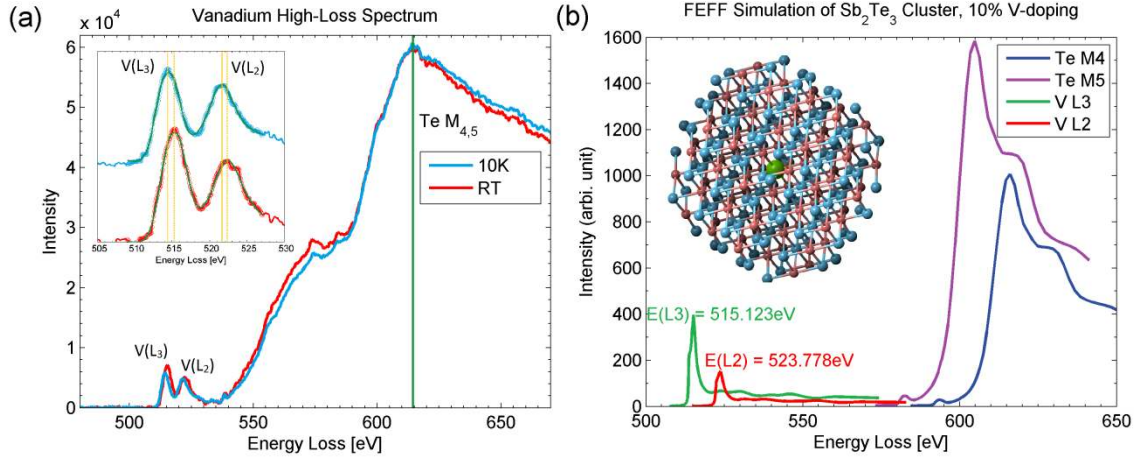 (a)
Vanadium High-Loss Spectrum
x 10⁴
6
5
4
3
2
1
0
Intensity
V(L₃)
V(L₂)
505 510 515 520 525 530
Energy Loss [eV]
Te M₄,₅
10K
RT
V(L₃)
V(L₂)
500 550 600 650
Energy Loss [eV]
(b)
FEFF Simulation of Sb₂Te₃ Cluster, 10% V-doping
1600
1400
1200
1000
800
600
400
200
0
Intensity (arbi. unit)
Te M4
Te M5
V L3
V L2
E(L3) = 515.123eV
E(L2) = 523.778eV
500 550 600 650
Energy Loss [eV]